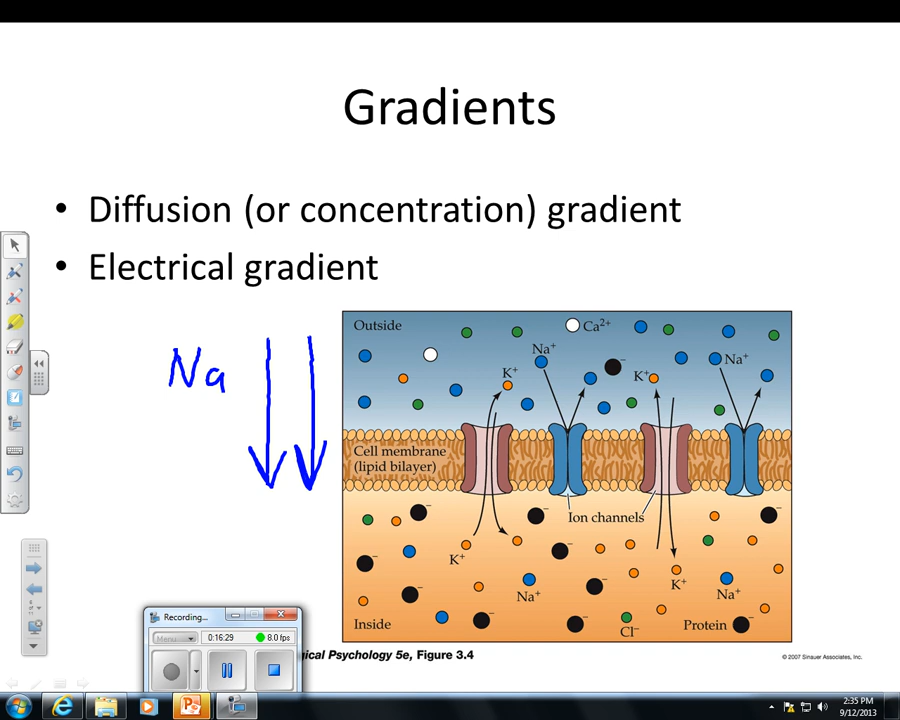 Gradients
• Diffusion (or concentration) gradient
• Electrical gradient
Na
Outside
Ca2+
Na+
K+
K+
Na+
Cell membrane
(lipid bilayer)
Ion channels
K+
Na+
K+
Na+
Inside
Cl–
Protein
gical Psychology 5e, Figure 3.4
© 2007 Sinauer Associates, Inc.
Recording...
Menu
0:16:29
8.0 fps
2:35 PM
9/12/2013